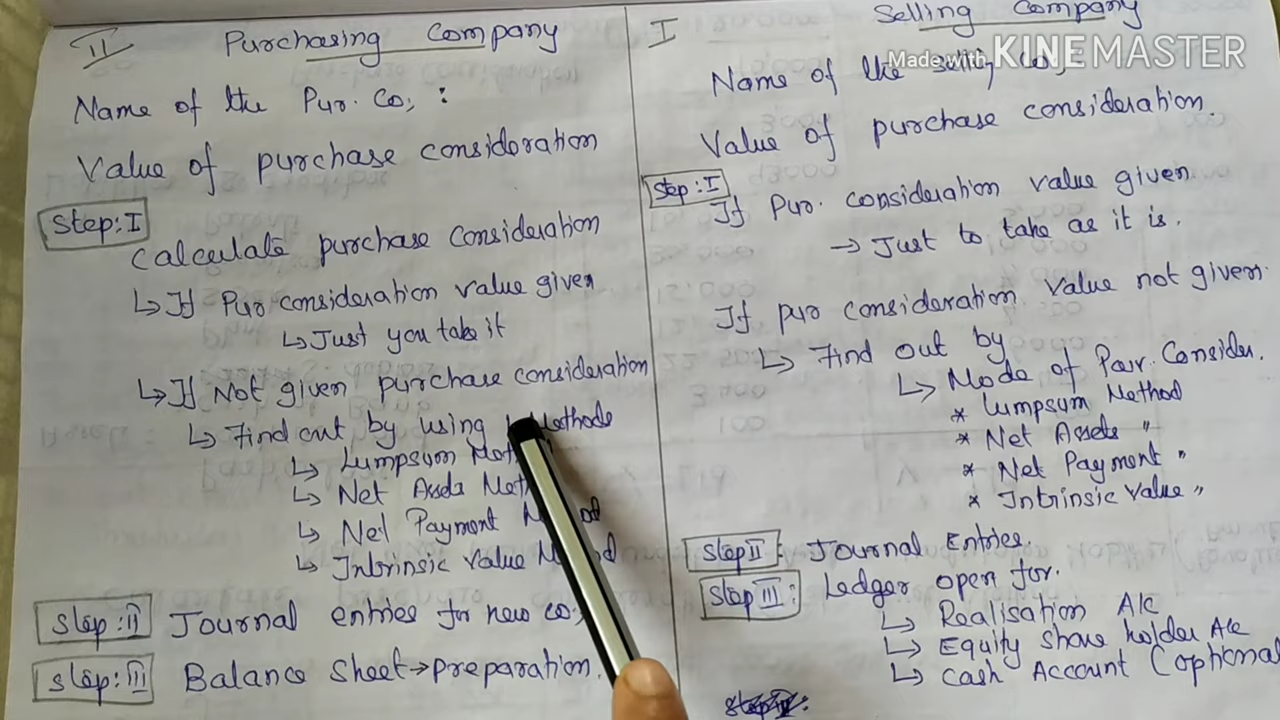 II Purchasing Company
Name of the Pur. Co; :
Value of purchase consideration
Step: I
Calculate purchase consideration
↳ If Pur consideration value given
↳ Just you take it
↳ If Not given purchase consideration
↳ Find out by using Methods
↳ Lumpsum
↳ Net Assets
↳ Net Payment
↳ Intrinsic Value
Step: II Journal entries for new co;
Step: III Balance Sheet → preparation.
I Selling Company
Made with KINEMASTER
Name of the selling co;
Value of purchase consideration.
Step: I
If Pur. consideration value given
→ Just to take as it is.
If pur consideration value not given.
↳ Find out by
↳ Mode of Pur. Consider.
* Lumpsum Method
* Net Assets "
* Net Payment "
* Intrinsic Value "
Step II : Journal Entries.
Step III : Ledger open for.
↳ Realisation A/c
↳ Equity share holder A/c
↳ Cash Account (optional